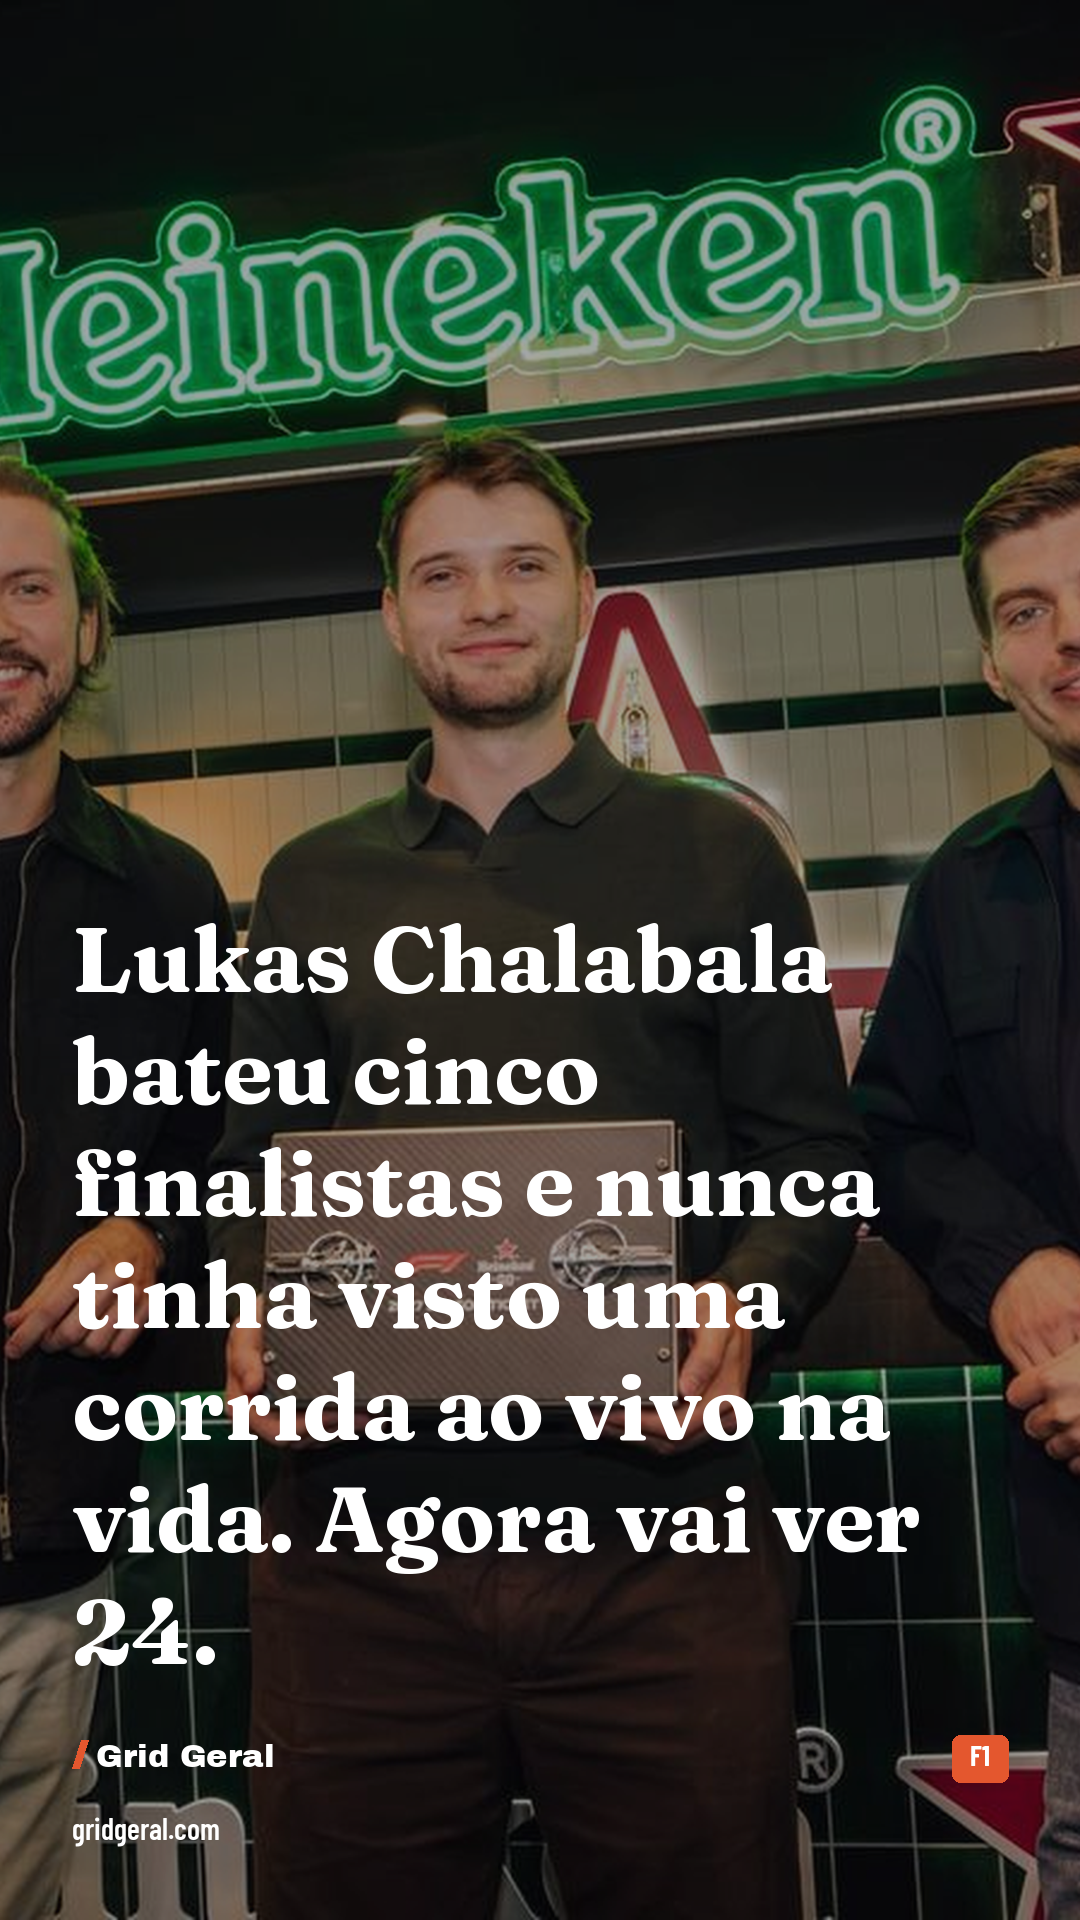 Heineken®
Lukas Chalabala
bateu cinco
finalistas e nunca
tinha visto uma
corrida ao vivo na
vida. Agora vai ver
24.
/ Grid Geral
F1
gridgeral.com